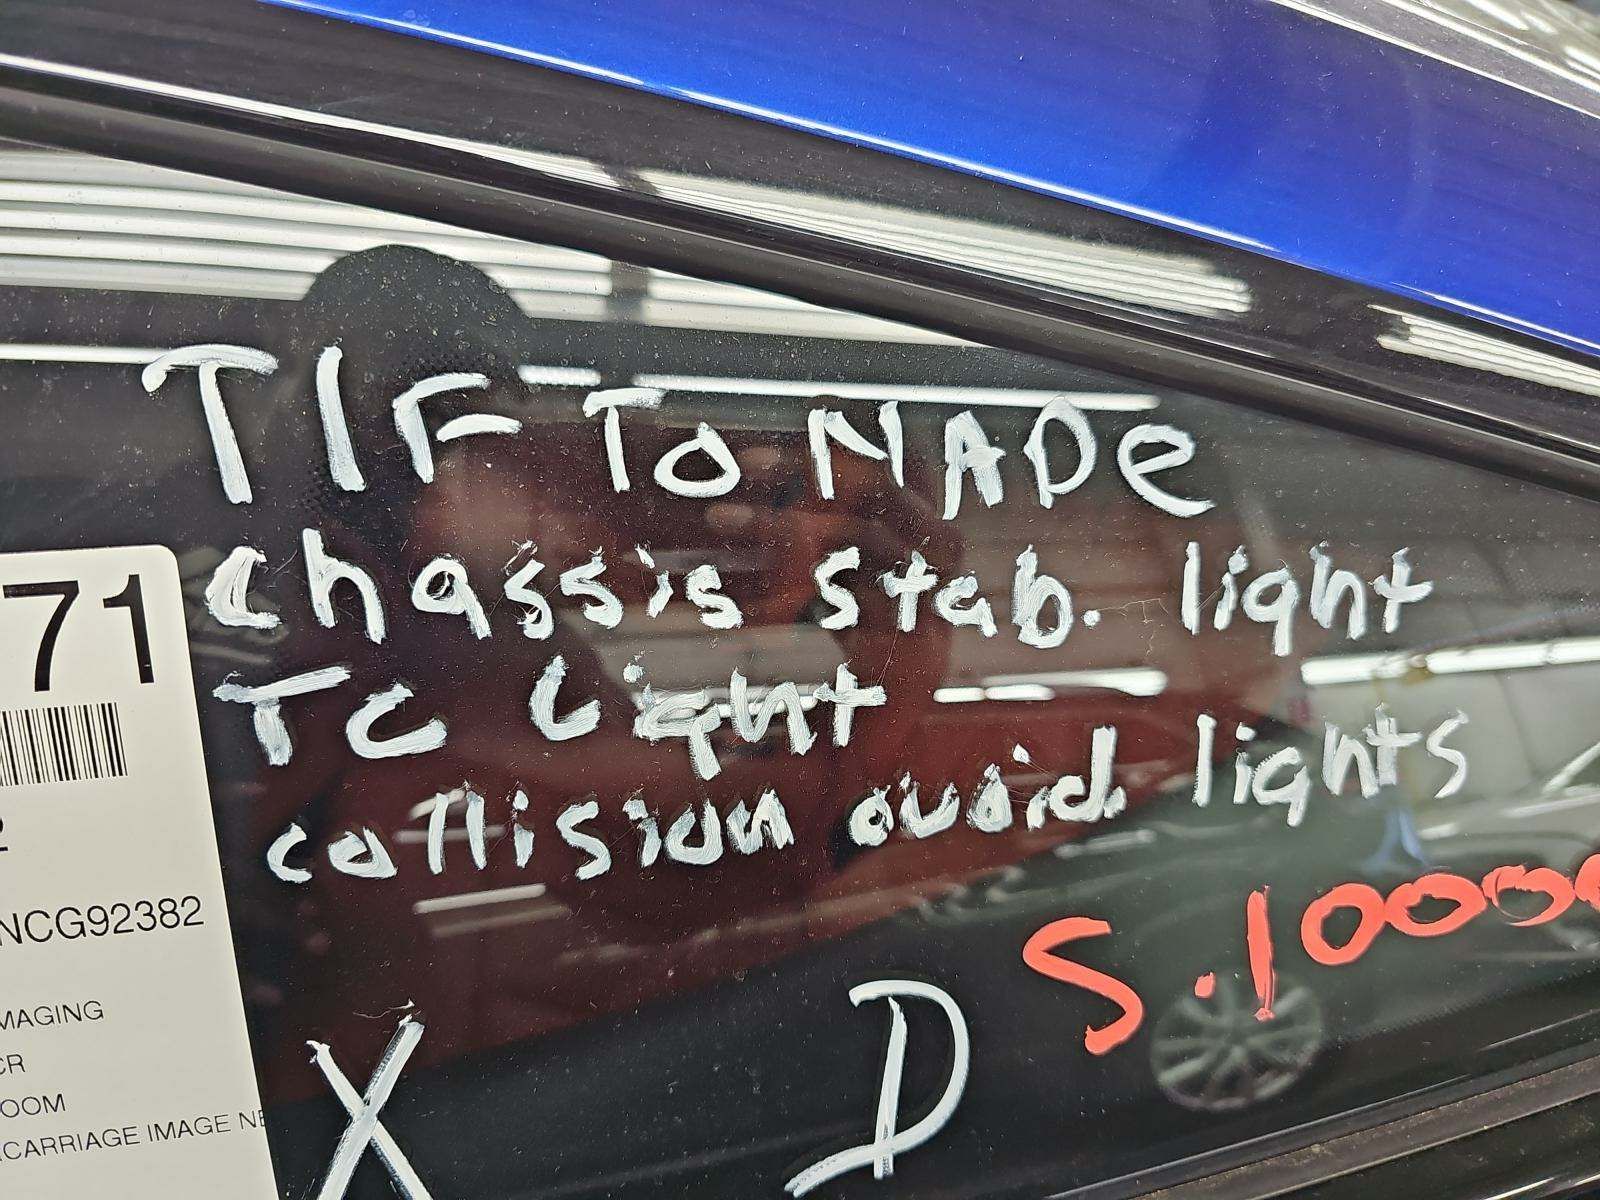 TIF TO NADE
chassis stab. light
TC Light
collision avoid. lights
S.1000
X D
71
NCG92382
MAGING
CR
OOM
CARRIAGE IMAGE NE